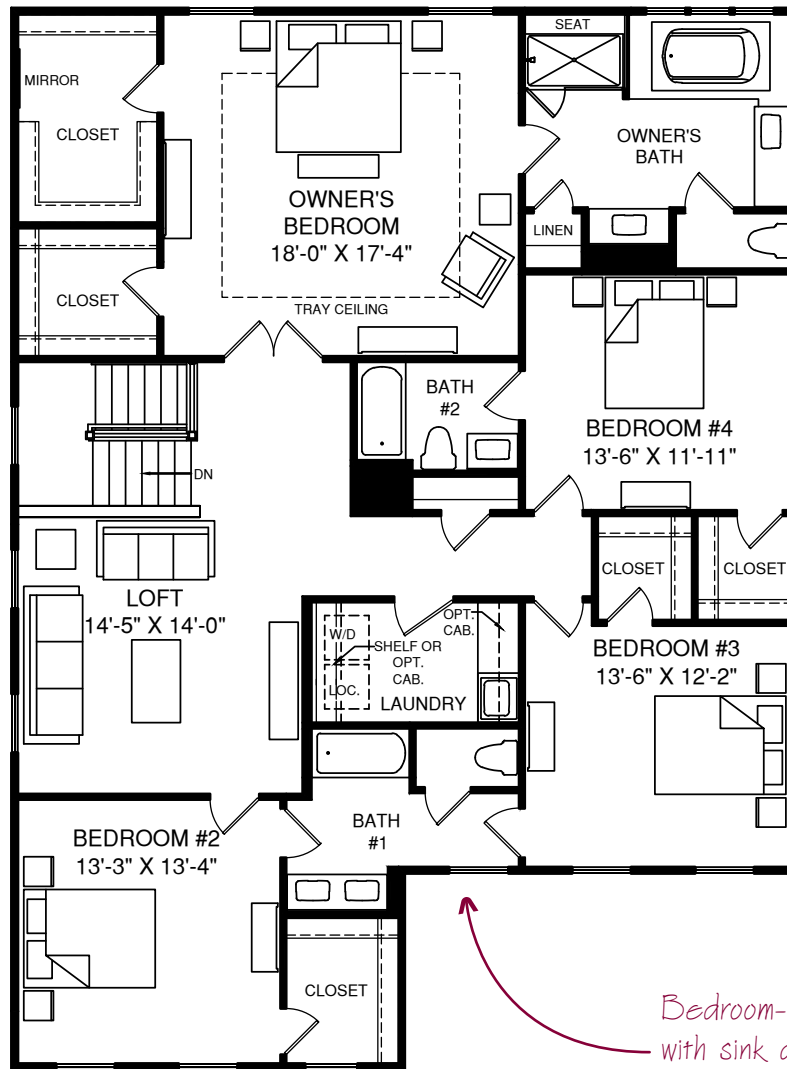 SEAT
MIRROR
CLOSET
OWNER'S
BATH
OWNER'S
BEDROOM
18'-0" X 17'-4"
LINEN
CLOSET
TRAY CEILING
BATH
#2
BEDROOM #4
13'-6" X 11'-11"
DN
CLOSET
CLOSET
LOFT
14'-5" X 14'-0"
W/D
LOC.
SHELF OR
OPT.
CAB.
OPT.
CAB.
LAUNDRY
BEDROOM #3
13'-6" X 12'-2"
BEDROOM #2
13'-3" X 13'-4"
BATH
#1
CLOSET
Bedroom-
with sink